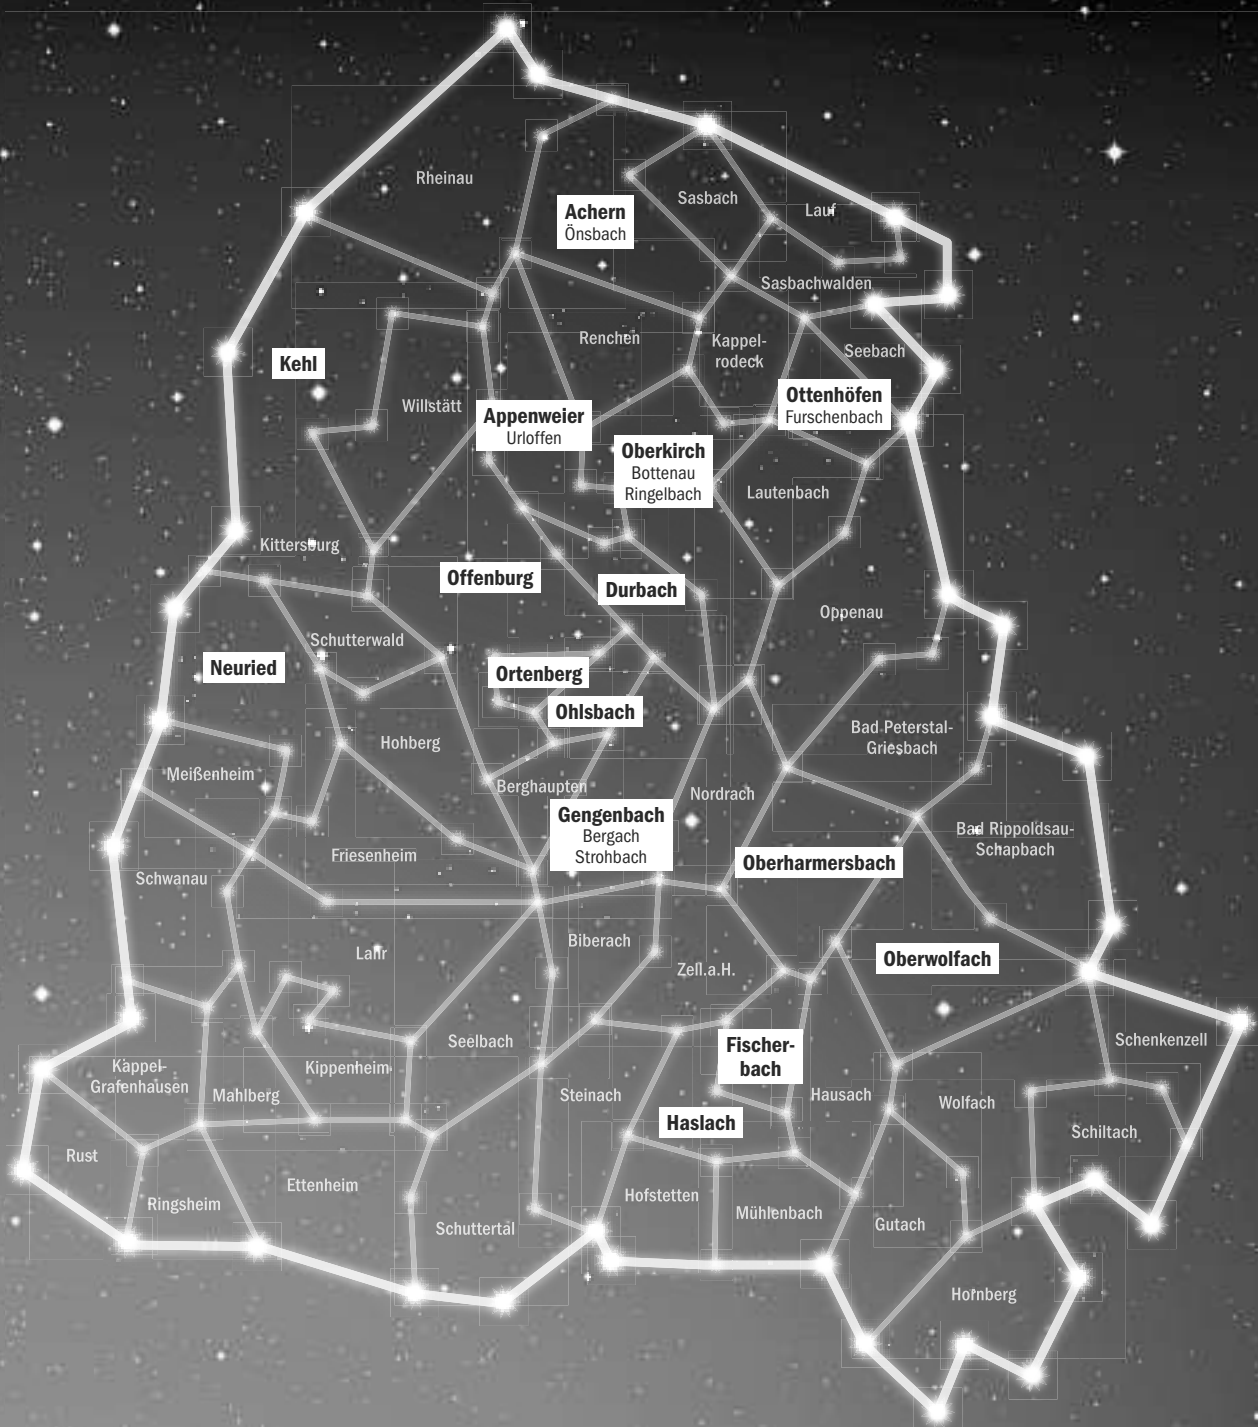 Rheinau
Sasbach
Achern
Önsbach
Lauf
Sasbachwalden
Renchen
Kappel-
rodeck
Seebach
Kehl
Willstätt
Ottenhöfen
Furschenbach
Appenweier
Urloffen
Oberkirch
Bottenau
Ringelbach
Lautenbach
Kittersburg
Offenburg
Durbach
Oppenau
Schutterwald
Neuried
Ortenberg
Ohlsbach
Hohberg
Bad Peterstal-
Griesbach
Meißenheim
Berghaupten
Nordrach
Gengenbach
Bergach
Strohbach
Bad Rippoldsau-
Schapbach
Friesenheim
Oberharmersbach
Schwanau
Lahr
Biberach
Zell.a.H.
Oberwolfach
Seelbach
Fischer-
bach
Schenkenzell
Kappel-
Grafenhausen
Mahlberg
Kippenheim
Steinach
Hausach
Wolfach
Haslach
Schiltach
Rust
Ringsheim
Ettenheim
Hofstetten
Mühlenbach
Schuttertal
Gutach
Hornberg